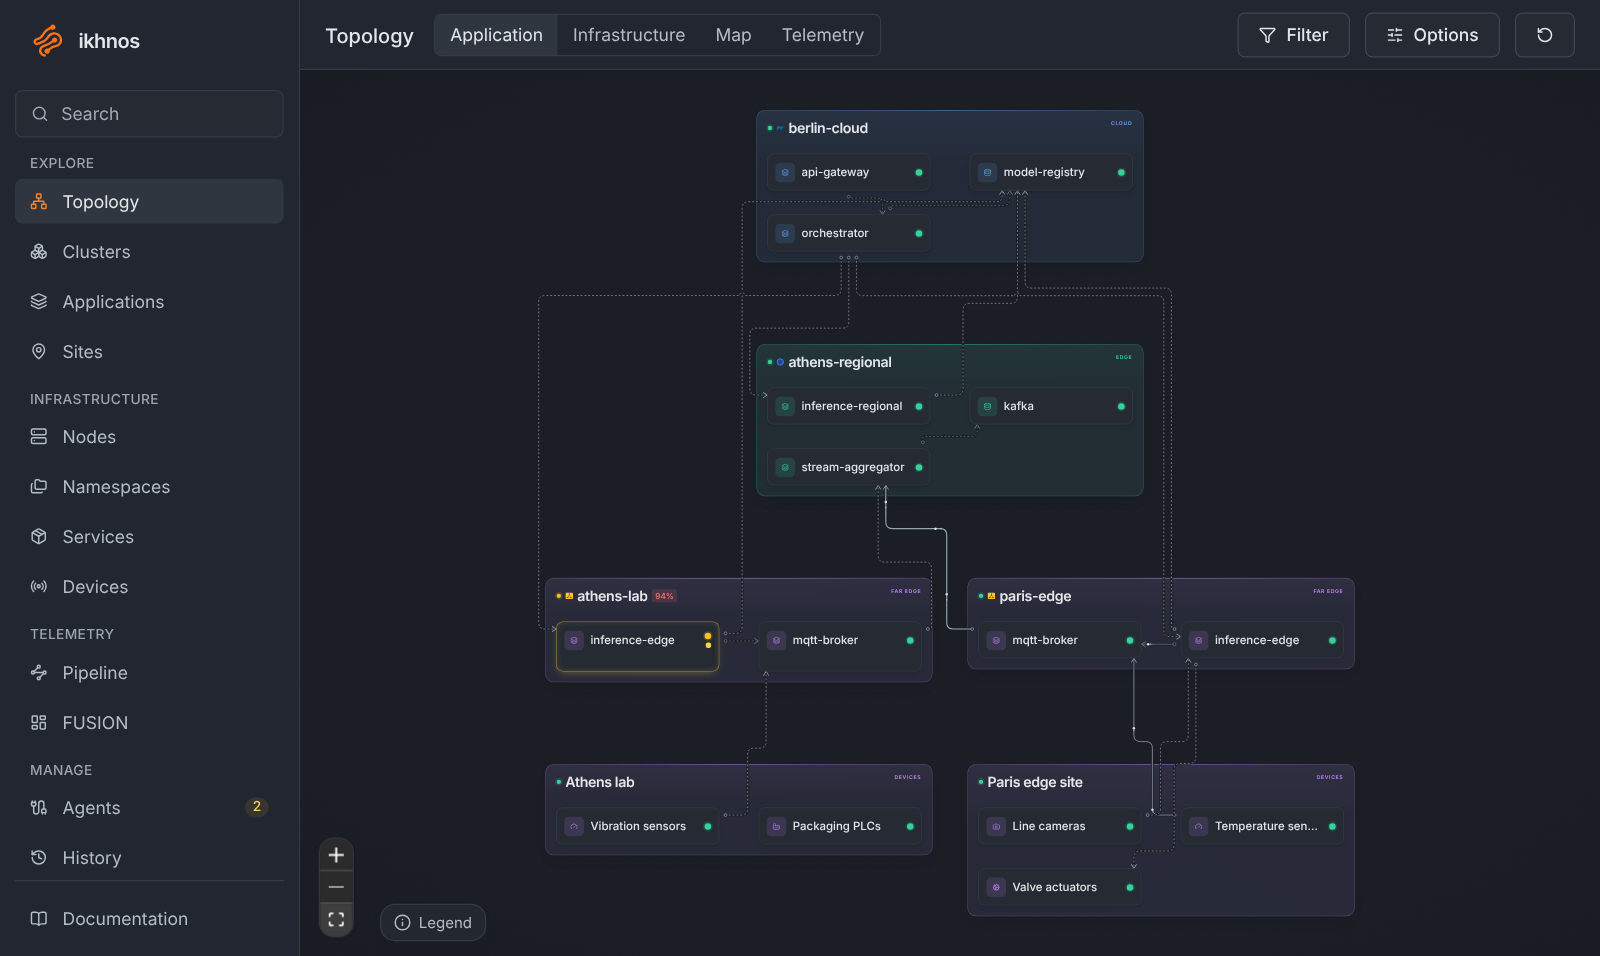 ikhnos
Search
EXPLORE
Topology
Clusters
Applications
Sites
INFRASTRUCTURE
Nodes
Namespaces
Services
Devices
TELEMETRY
Pipeline
FUSION
MANAGE
Agents 2
History
Documentation
Topology Application Infrastructure Map Telemetry Filter Options
berlin-cloud CLOUD
api-gateway model-registry
orchestrator
athens-regional EDGE
inference-regional kafka
stream-aggregator
athens-lab 94% FAR EDGE
inference-edge mqtt-broker
paris-edge FAR EDGE
mqtt-broker inference-edge
Athens lab DEVICES
Vibration sensors Packaging PLCs
Paris edge site DEVICES
Line cameras Temperature sen...
Valve actuators
Legend